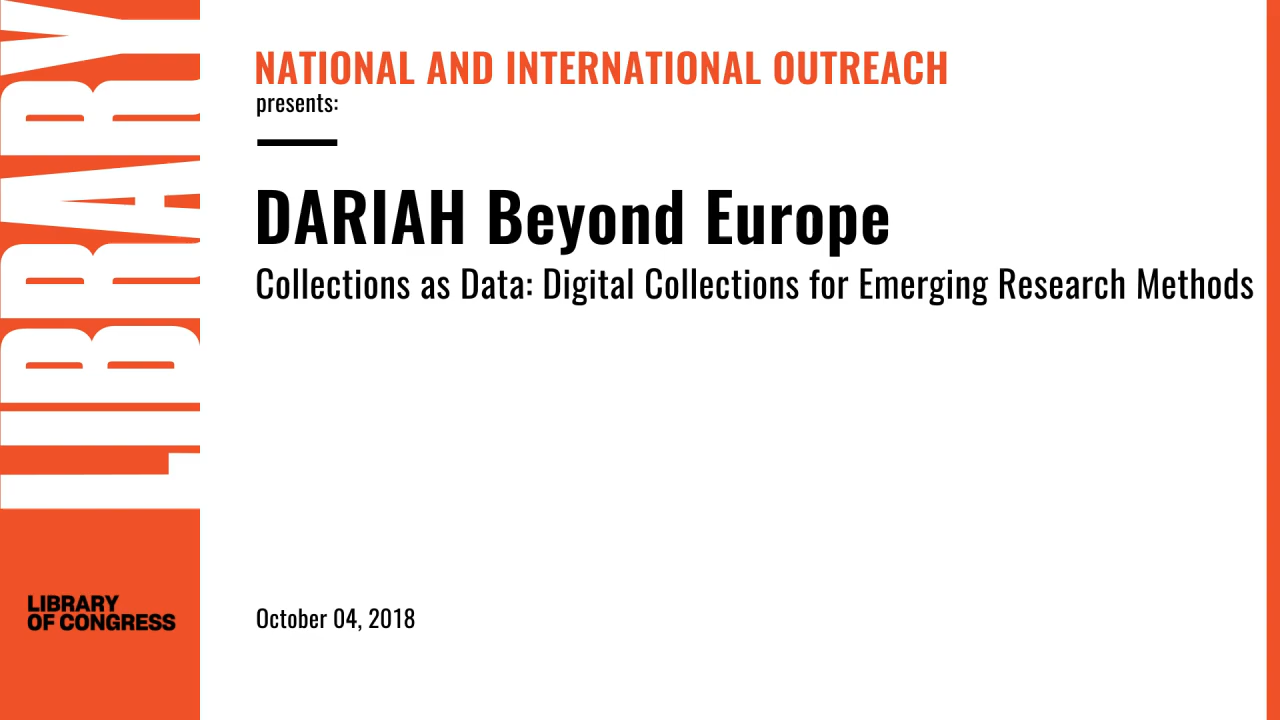 LIBRARY
NATIONAL AND INTERNATIONAL OUTREACH
presents:
DARIAH Beyond Europe
Collections as Data: Digital Collections for Emerging Research Methods
October 04, 2018
LIBRARY
OF CONGRESS